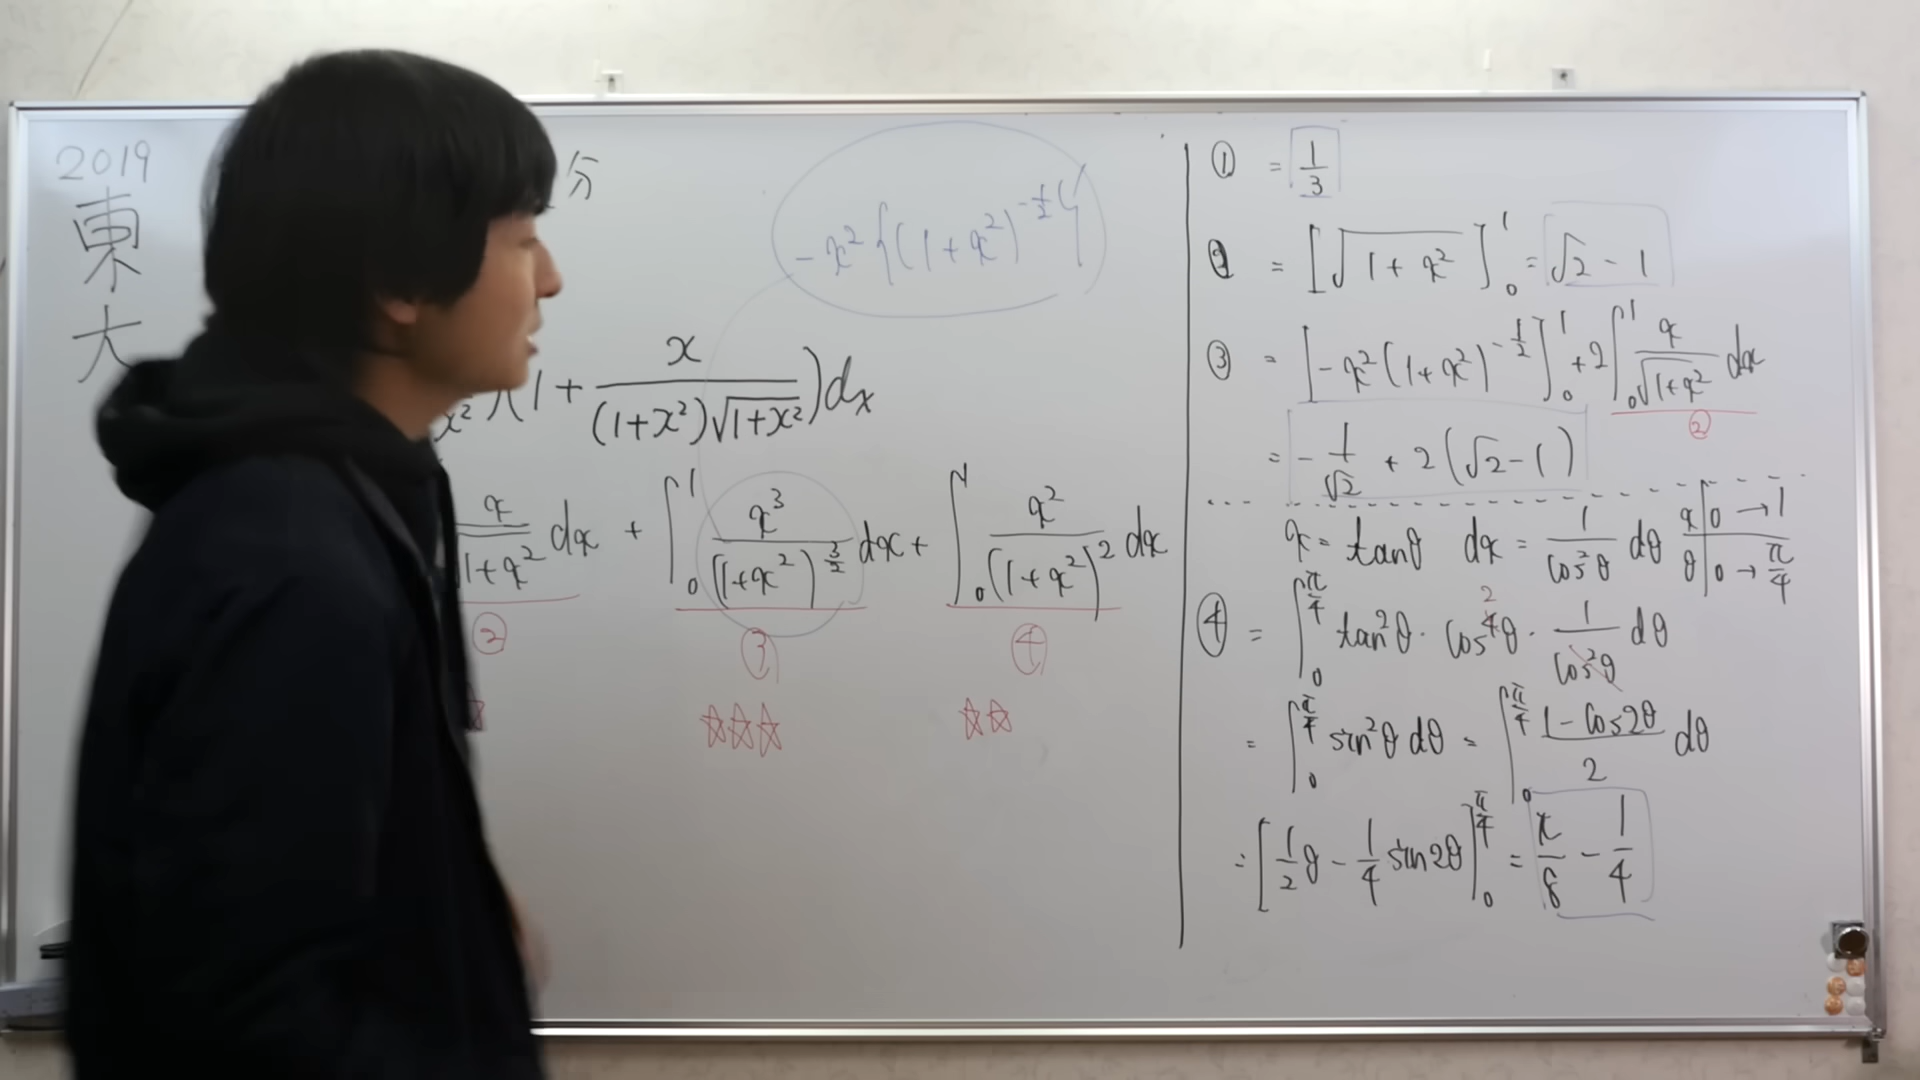 2019
東大
分
-x²{(1+x²)^{-1/2}}'
x²)(1+x/((1+x²)√(1+x²)))dx
x/√(1+x²) dx + ∫₀¹ x³/(1+x²)^{3/2} dx + ∫₀¹ x²/(1+x²)² dx
② ③ ④
☆☆☆ ☆☆
① = 1/3
② = [√(1+x²)]₀¹ = √2 - 1
③ = [-x²(1+x²)^{-1/2}]₀¹ + 2∫₀¹ x/√(1+x²) dx
②
= -1/√2 + 2(√2-1)
x = tanθ dx = 1/cos²θ dθ x|0→1
θ|0→π/4
④ = ∫₀^{π/4} tan²θ · cos⁴θ · 1/cos²θ dθ
2
= ∫₀^{π/4} sin²θ dθ = ∫₀^{π/4} (1-cos2θ)/2 dθ
= [1/2 θ - 1/4 sin2θ]₀^{π/4} = π/8 - 1/4